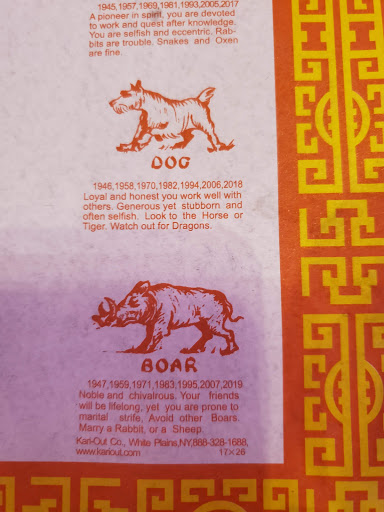 1945,1957,1969,1981,1993,2005,2017
A pioneer in spirit, you are devoted
to work and quest after knowledge.
You are selfish and eccentric. Rab-
bits are trouble. Snakes and Oxen
are fine.
DOG
1946,1958,1970,1982,1994,2006,2018
Loyal and honest you work well with
others. Generous yet stubborn and
often selfish. Look to the Horse or
Tiger. Watch out for Dragons.
BOAR
1947,1959,1971,1983,1995,2007,2019
Noble and chivalrous. Your friends
will be lifelong, yet you are prone to
marital strife. Avoid other Boars.
Marry a Rabbit, or a Sheep.
Kari-Out Co., White Plains,NY,888-328-1688,
www.kariout.com 17×26